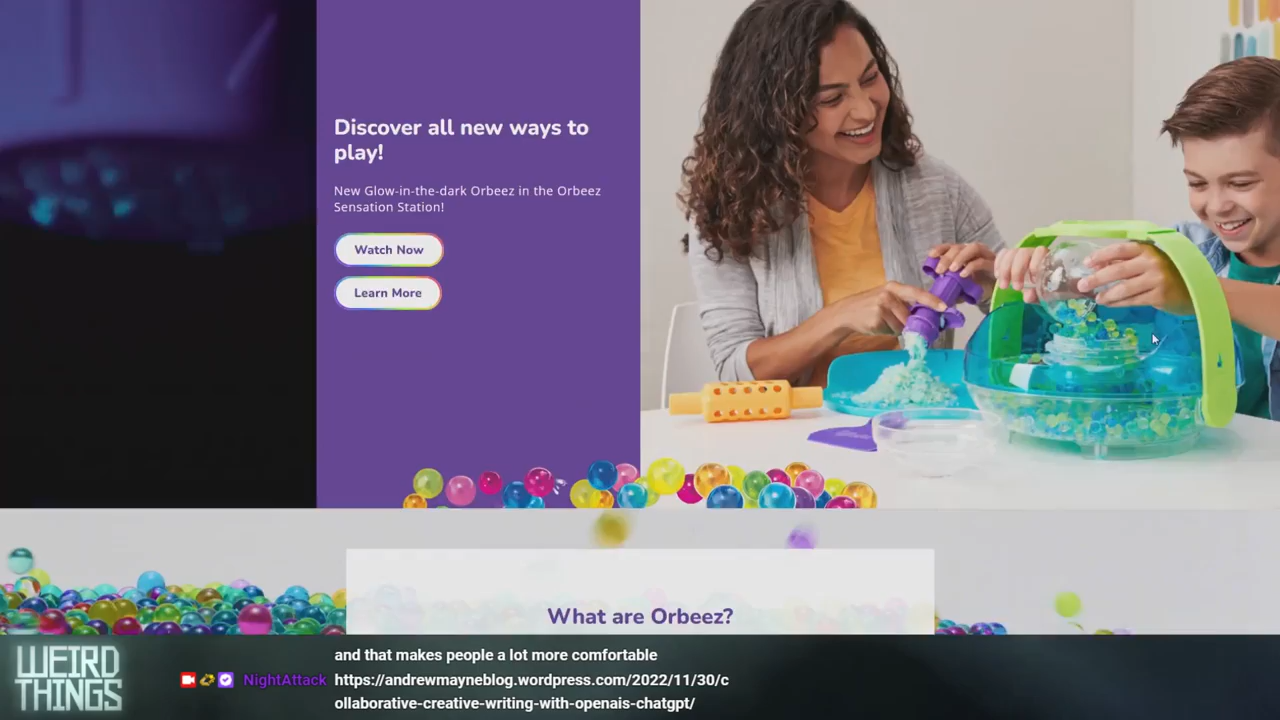 Discover all new ways to
play!
New Glow-in-the-dark Orbeez in the Orbeez
Sensation Station!
Watch Now
Learn More
What are Orbeez?
WEIRD
THINGS
and that makes people a lot more comfortable
NightAttack https://andrewmayneblog.wordpress.com/2022/11/30/c
ollaborative-creative-writing-with-openais-chatgpt/